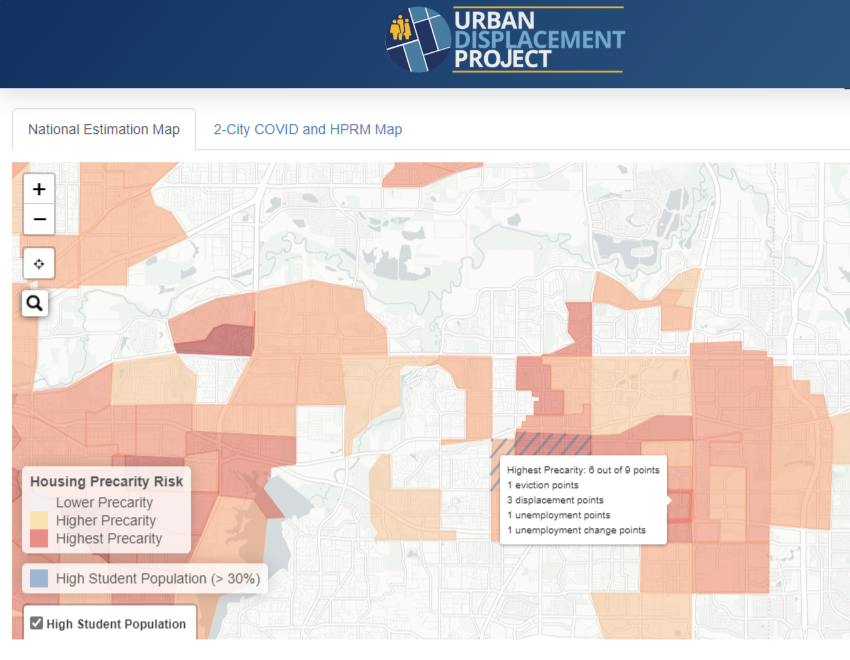 URBAN
DISPLACEMENT
PROJECT
National Estimation Map
2-City COVID and HPRM Map
+
−
Highest Precarity: 6 out of 9 points
1 eviction points
3 displacement points
1 unemployment points
1 unemployment change points
Housing Precarity Risk
Lower Precarity
Higher Precarity
Highest Precarity
High Student Population (> 30%)
High Student Population